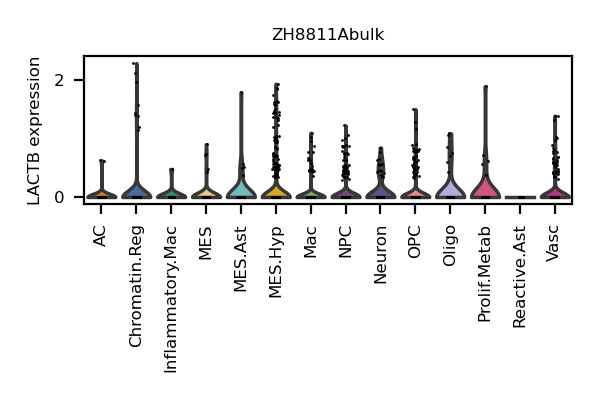 ZH8811Abulk
LACTB expression
2
0
AC
Chromatin.Reg
Inflammatory.Mac
MES
MES.Ast
MES.Hyp
Mac
NPC
Neuron
OPC
Oligo
Prolif.Metab
Reactive.Ast
Vasc